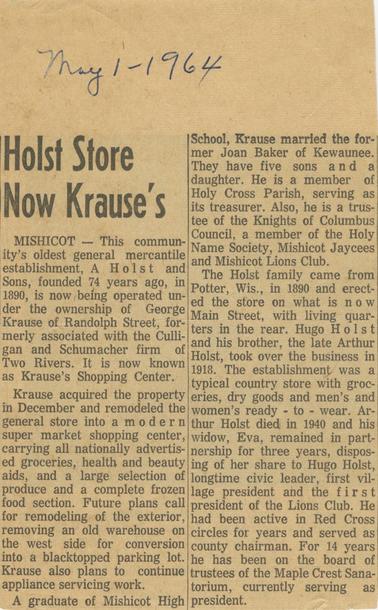 May 1-1964
Holst Store
Now Krause's
MISHICOT — This commun-
ity's oldest general mercantile
establishment, A Holst and
Sons, founded 74 years ago, in
1890, is now being operated un-
der the ownership of George
Krause of Randolph Street, for-
merly associated with the Culli-
gan and Schumacher firm of
Two Rivers. It is now known
as Krause's Shopping Center.
Krause acquired the property
in December and remodeled the
general store into a modern
super market shopping center,
carrying all nationally advertis-
ed groceries, health and beauty
aids, and a large selection of
produce and a complete frozen
food section. Future plans call
for remodeling of the exterior,
removing an old warehouse on
the west side for conversion
into a blacktopped parking lot.
Krause also plans to continue
appliance servicing work.
A graduate of Mishicot High
School, Krause married the for-
mer Joan Baker of Kewaunee.
They have five sons and a
daughter. He is a member of
Holy Cross Parish, serving as
its treasurer. Also, he is a trus-
tee of the Knights of Columbus
Council, a member of the Holy
Name Society, Mishicot Jaycees
and Mishicot Lions Club.
The Holst family came from
Potter, Wis., in 1890 and erect-
ed the store on what is now
Main Street, with living quar-
ters in the rear. Hugo Holst
and his brother, the late Arthur
Holst, took over the business in
1918. The establishment was a
typical country store with groc-
eries, dry goods and men's and
women's ready - to - wear. Ar-
thur Holst died in 1940 and his
widow, Eva, remained in part-
nership for three years, dispos-
ing of her share to Hugo Holst,
longtime civic leader, first vil-
lage president and the first
president of the Lions Club. He
had been active in Red Cross
circles for years and served as
county chairman. For 14 years
he has been on the board of
trustees of the Maple Crest Sana-
torium, currently serving as
president.